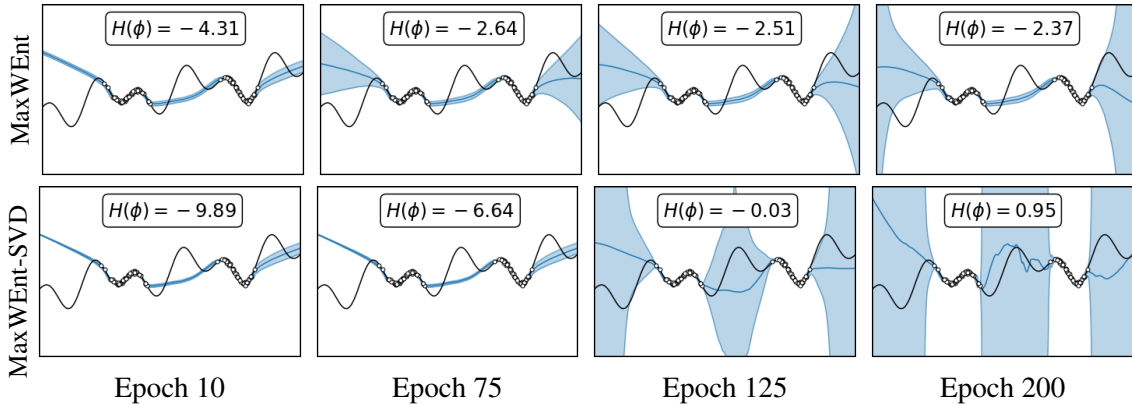 MaxWEnt
H(ϕ) = − 4.31
H(ϕ) = − 2.64
H(ϕ) = − 2.51
H(ϕ) = − 2.37
MaxWEnt-SVD
H(ϕ) = − 9.89
H(ϕ) = − 6.64
H(ϕ) = − 0.03
H(ϕ) = 0.95
Epoch 10
Epoch 75
Epoch 125
Epoch 200